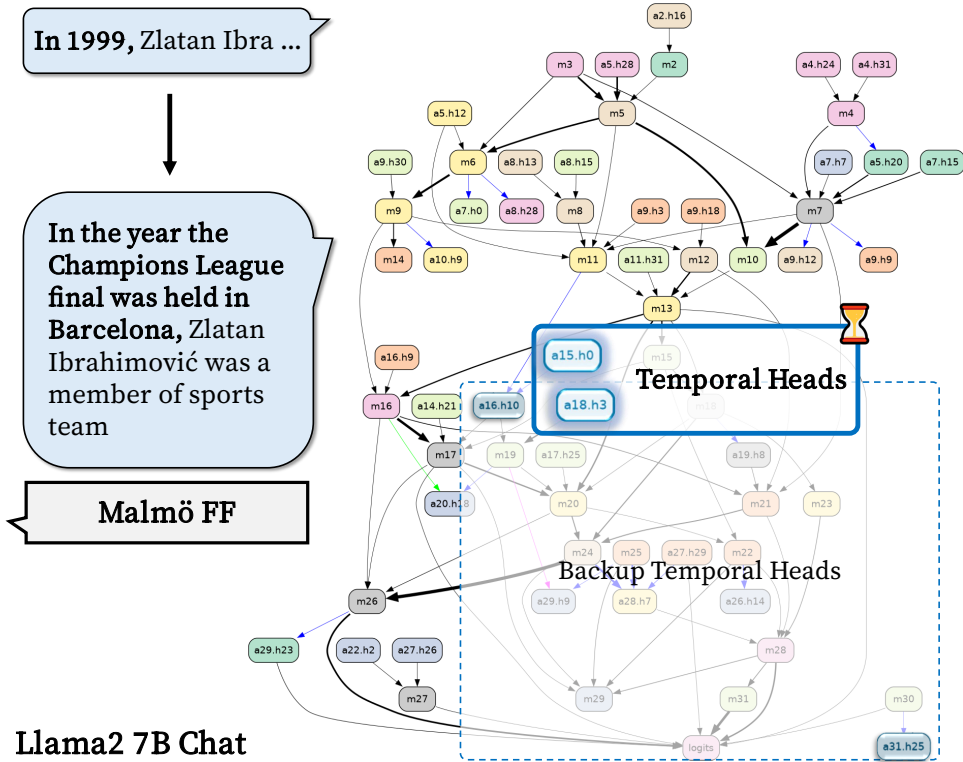 In 1999, Zlatan Ibra ...
In the year the
Champions League
final was held in
Barcelona, Zlatan
Ibrahimović was a
member of sports
team
Malmö FF
Llama2 7B Chat
a2.h16
m3
a5.h28
m2
a4.h24
a4.h31
a5.h12
m5
m4
a9.h30
m6
a8.h13
a8.h15
a7.h7
a5.h20
a7.h15
m9
a7.h0
a8.h28
m8
a9.h3
a9.h18
m7
m14
a10.h9
m11
a11.h31
m12
m10
a9.h12
a9.h9
m13
a16.h9
a15.h0
m15
Temporal Heads
m16
a14.h21
a16.h10
a18.h3
m18
m17
m19
a17.h25
a19.h8
a20.h18
m20
m21
m23
m24
m25
a27.h29
m22
Backup Temporal Heads
m26
a29.h9
a28.h7
a26.h14
a29.h23
a22.h2
a27.h26
m28
m27
m29
m31
m30
logits
a31.h25